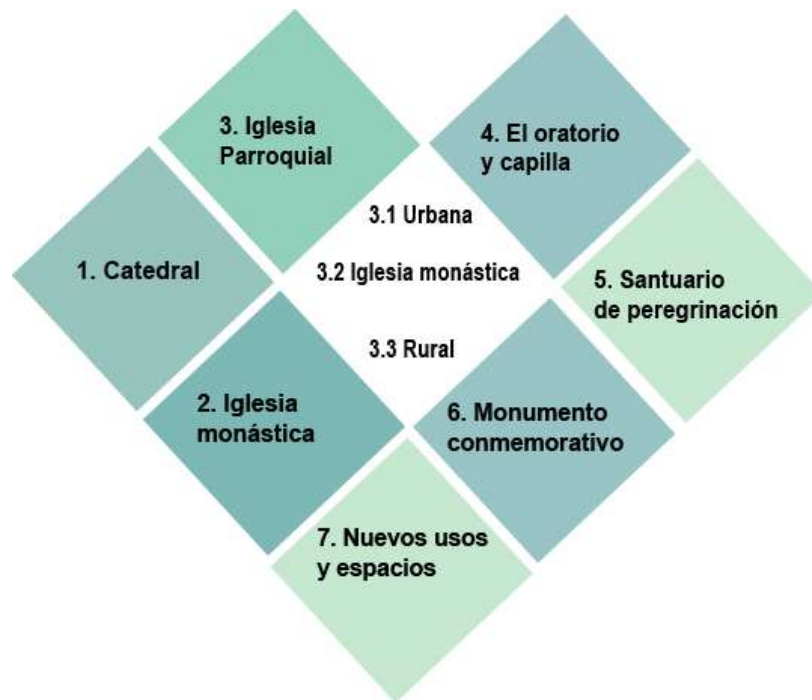 3. Iglesia
Parroquial
4. El oratorio
y capilla
3.1 Urbana
1. Catedral
3.2 Iglesia monástica
5. Santuario
de peregrinación
3.3 Rural
2. Iglesia
monástica
6. Monumento
conmemorativo
7. Nuevos usos
y espacios